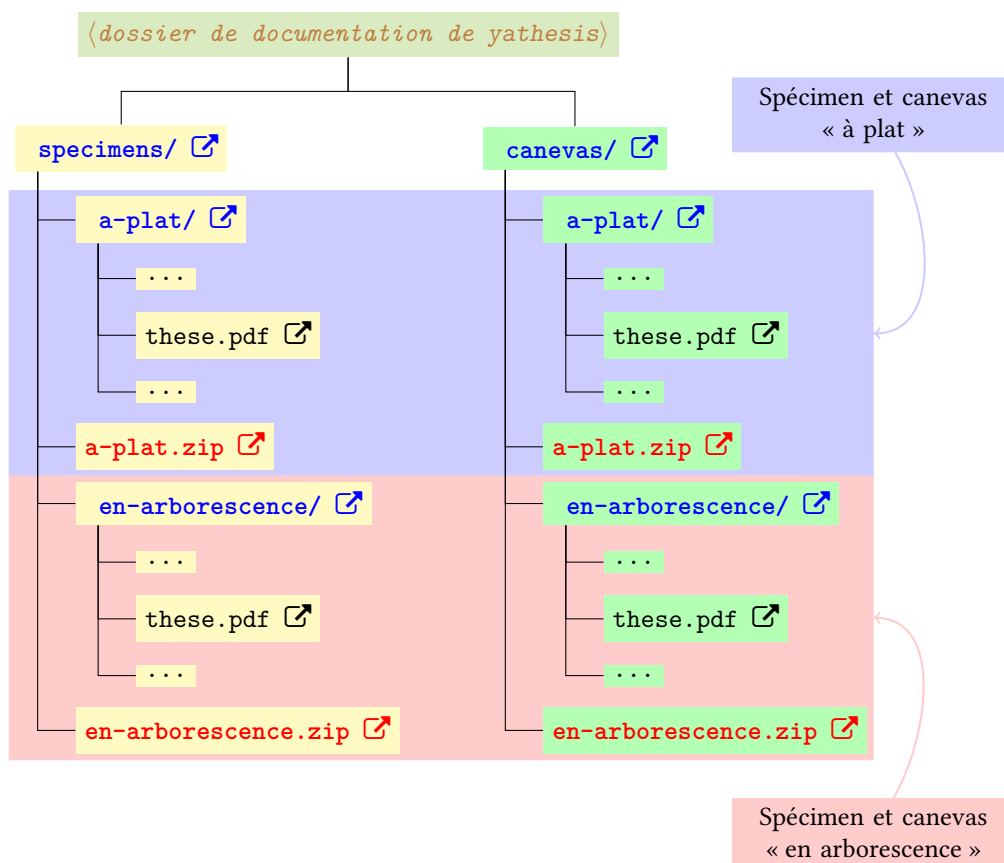 ⟨dossier de documentation de yathesis⟩
Spécimen et canevas
« à plat »
specimens/
canevas/
a-plat/
a-plat/
...
...
these.pdf
these.pdf
...
...
a-plat.zip
a-plat.zip
en-arborescence/
en-arborescence/
...
...
these.pdf
these.pdf
...
...
en-arborescence.zip
en-arborescence.zip
Spécimen et canevas
« en arborescence »